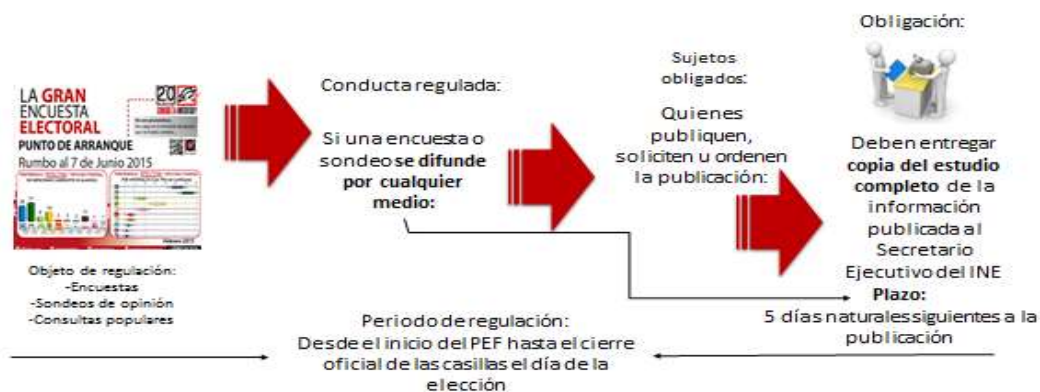 LA GRAN
ENCUESTA
ELECTORAL
PUNTO DE ARRANQUE
Rumbo al 7 de Junio 2015
20
Objeto de regulación:
-Encuestas
-Sondeos de opinión
-Consultas populares
Conducta regulada:
Si una encuesta o
sondeo se difunde
por cualquier
medio:
Sujetos
obligados:
Quienes
publiquen,
soliciten u ordenen
la publicación:
Obligación:
Deben entregar
copia del estudio
completo de la
información
publicada al
Secretario
Ejecutivo del INE
Plazo:
5 días naturales siguientes a la
publicación
Periodo de regulación:
Desde el inicio del PEF hasta el cierre
oficial de las casillas el día de la
elección